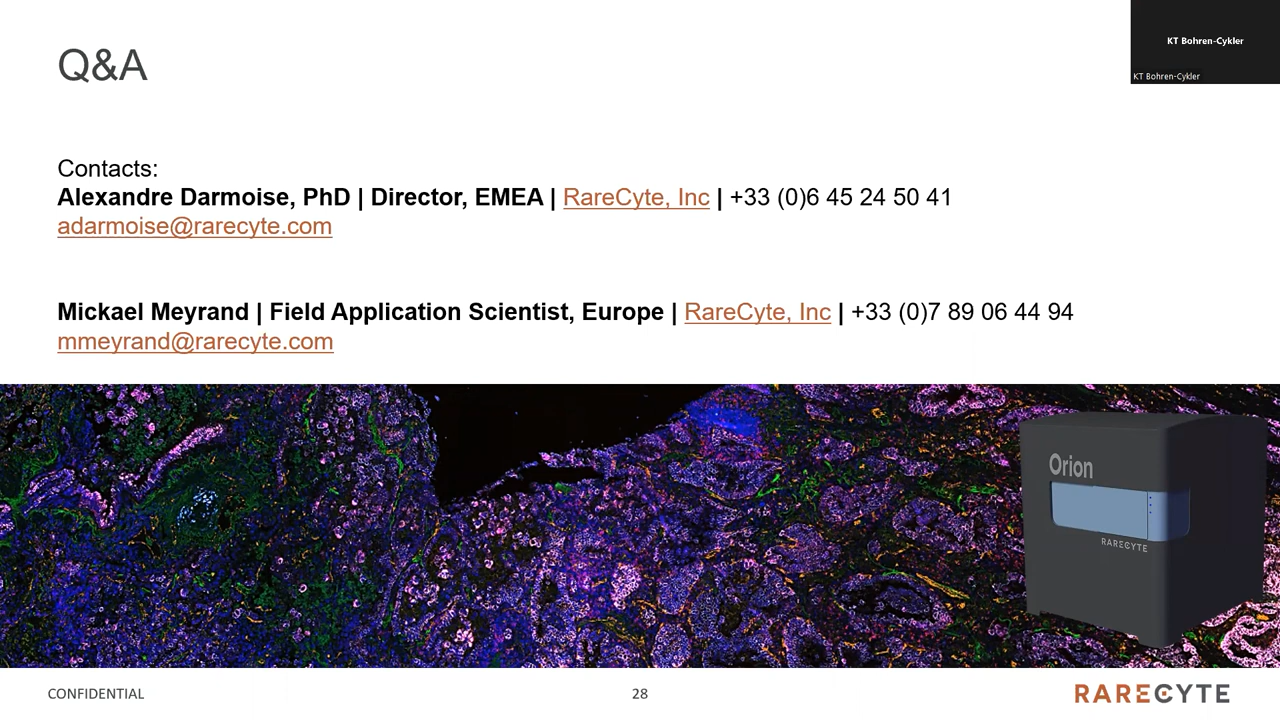 KT Bohren-Cykler
KT Bohren-Cykler
Q&A
Contacts:
Alexandre Darmoise, PhD | Director, EMEA | RareCyte, Inc | +33 (0)6 45 24 50 41
adarmoise@rarecyte.com
Mickael Meyrand | Field Application Scientist, Europe | RareCyte, Inc | +33 (0)7 89 06 44 94
mmeyrand@rarecyte.com
Orion
RARECYTE
CONFIDENTIAL
28
RARECYTE